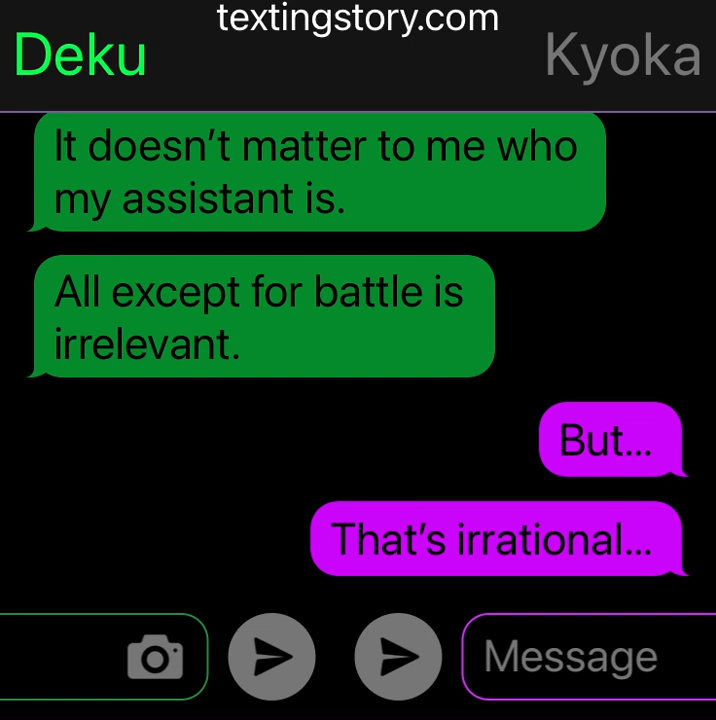 textingstory.com
Deku
Kyoka
It doesn’t matter to me who
my assistant is.
All except for battle is
irrelevant.
But...
That’s irrational...
Message